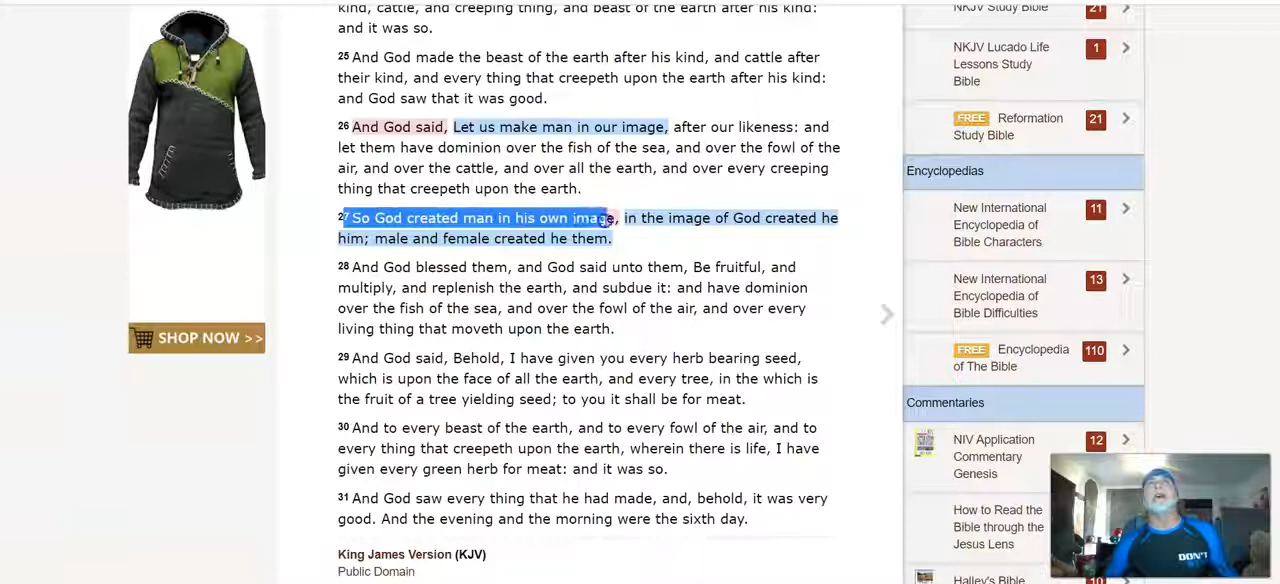 kind, cattle, and creeping thing, and beast of the earth after his kind:
and it was so.
25 And God made the beast of the earth after his kind, and cattle after
their kind, and every thing that creepeth upon the earth after his kind:
and God saw that it was good.
26 And God said, Let us make man in our image, after our likeness: and
let them have dominion over the fish of the sea, and over the fowl of the
air, and over the cattle, and over all the earth, and over every creeping
thing that creepeth upon the earth.
27 So God created man in his own image, in the image of God created he
him; male and female created he them.
28 And God blessed them, and God said unto them, Be fruitful, and
multiply, and replenish the earth, and subdue it: and have dominion
over the fish of the sea, and over the fowl of the air, and over every
living thing that moveth upon the earth.
29 And God said, Behold, I have given you every herb bearing seed,
which is upon the face of all the earth, and every tree, in the which is
the fruit of a tree yielding seed; to you it shall be for meat.
30 And to every beast of the earth, and to every fowl of the air, and to
every thing that creepeth upon the earth, wherein there is life, I have
given every green herb for meat: and it was so.
31 And God saw every thing that he had made, and, behold, it was very
good. And the evening and the morning were the sixth day.
King James Version (KJV)
Public Domain
SHOP NOW >>
NKJV Study Bible 21
NKJV Lucado Life 1
Lessons Study
Bible
FREE Reformation 21
Study Bible
Encyclopedias
New International 11
Encyclopedia of
Bible Characters
New International 13
Encyclopedia of
Bible Difficulties
FREE Encyclopedia 110
of The Bible
Commentaries
NIV Application 12
Commentary
Genesis
How to Read the
Bible through the
Jesus Lens
Halley's Bible 10
DON'T